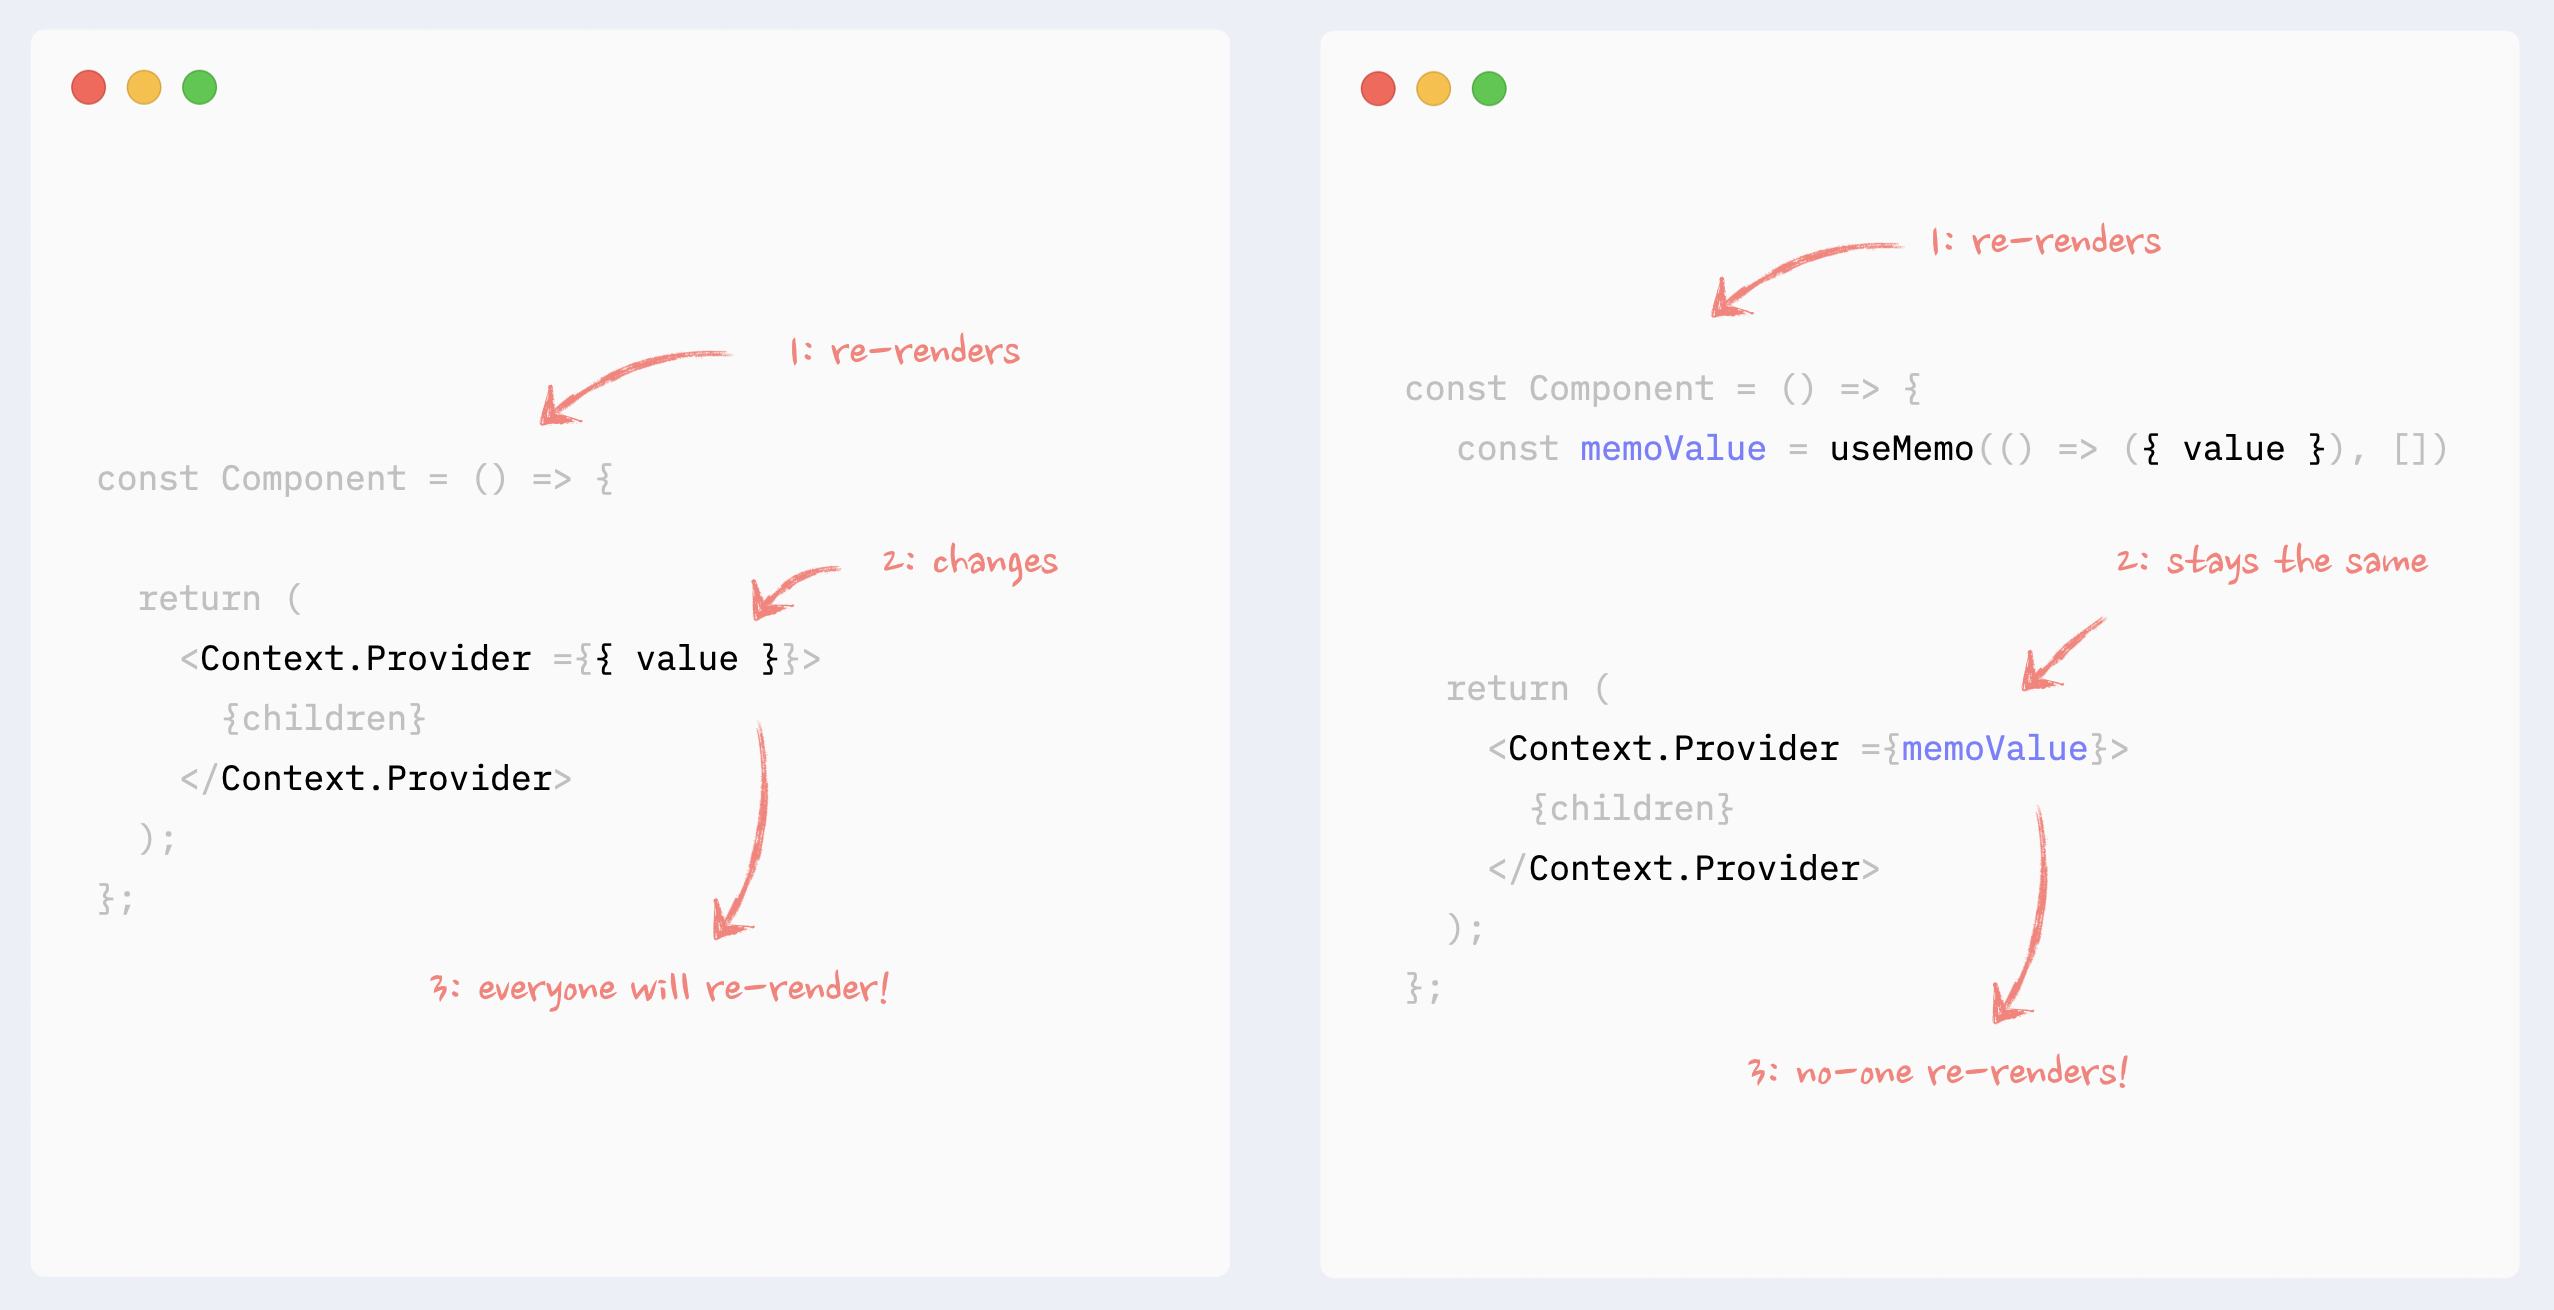 1: re-renders
const Component = () => {
2: changes
return (
<Context.Provider ={{ value }}>
{children}
</Context.Provider>
);
};
3: everyone will re-render!
1: re-renders
const Component = () => {
const memoValue = useMemo(() => ({ value }), [])
2: stays the same
return (
<Context.Provider ={memoValue}>
{children}
</Context.Provider>
);
};
3: no-one re-renders!